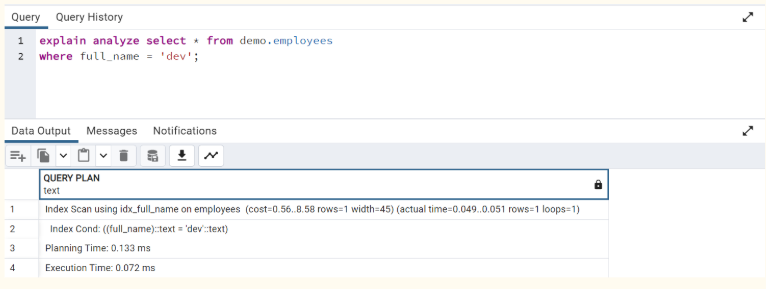 Query Query History
1 explain analyze select * from demo.employees
2 where full_name = 'dev';
Data Output Messages Notifications
QUERY PLAN
text
1 Index Scan using idx_full_name on employees (cost=0.56..8.58 rows=1 width=45) (actual time=0.049..0.051 rows=1 loops=1)
2 Index Cond: ((full_name)::text = 'dev'::text)
3 Planning Time: 0.133 ms
4 Execution Time: 0.072 ms